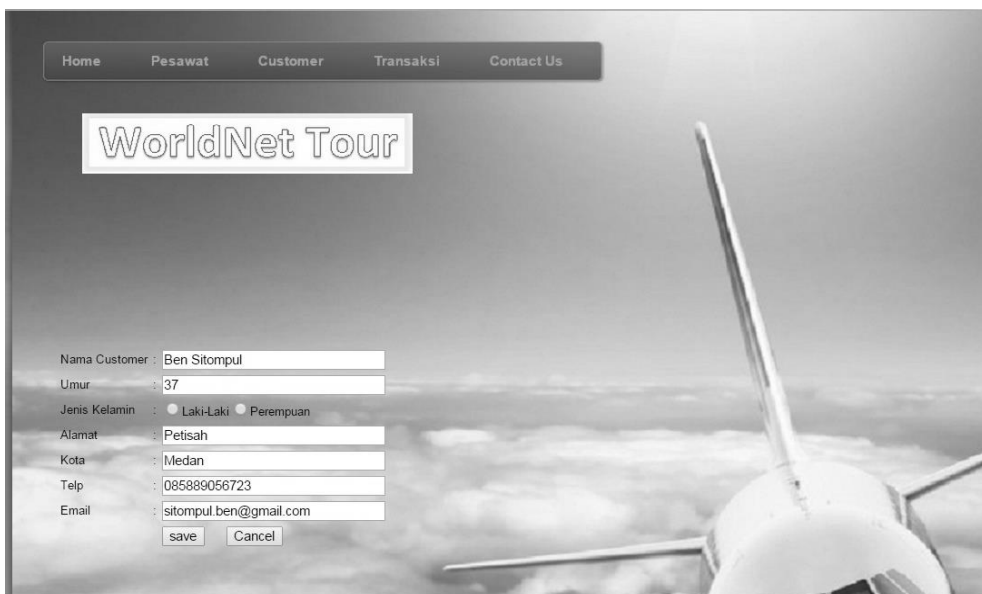 Home Pesawat Customer Transaksi Contact Us
WorldNet Tour
Nama Customer : Ben Sitompul
Umur : 37
Jenis Kelamin : Laki-Laki Perempuan
Alamat : Petisah
Kota : Medan
Telp : 085889056723
Email : sitompul.ben@gmail.com
save Cancel